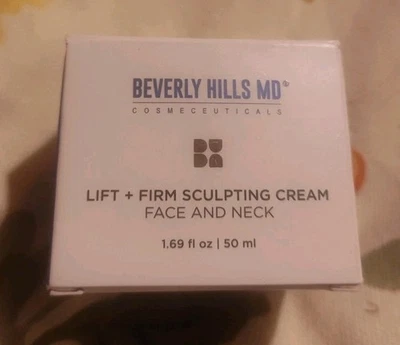 BEVERLY HILLS MD®
COSMECEUTICALS
LIFT + FIRM SCULPTING CREAM
FACE AND NECK
1.69 fl oz | 50 ml